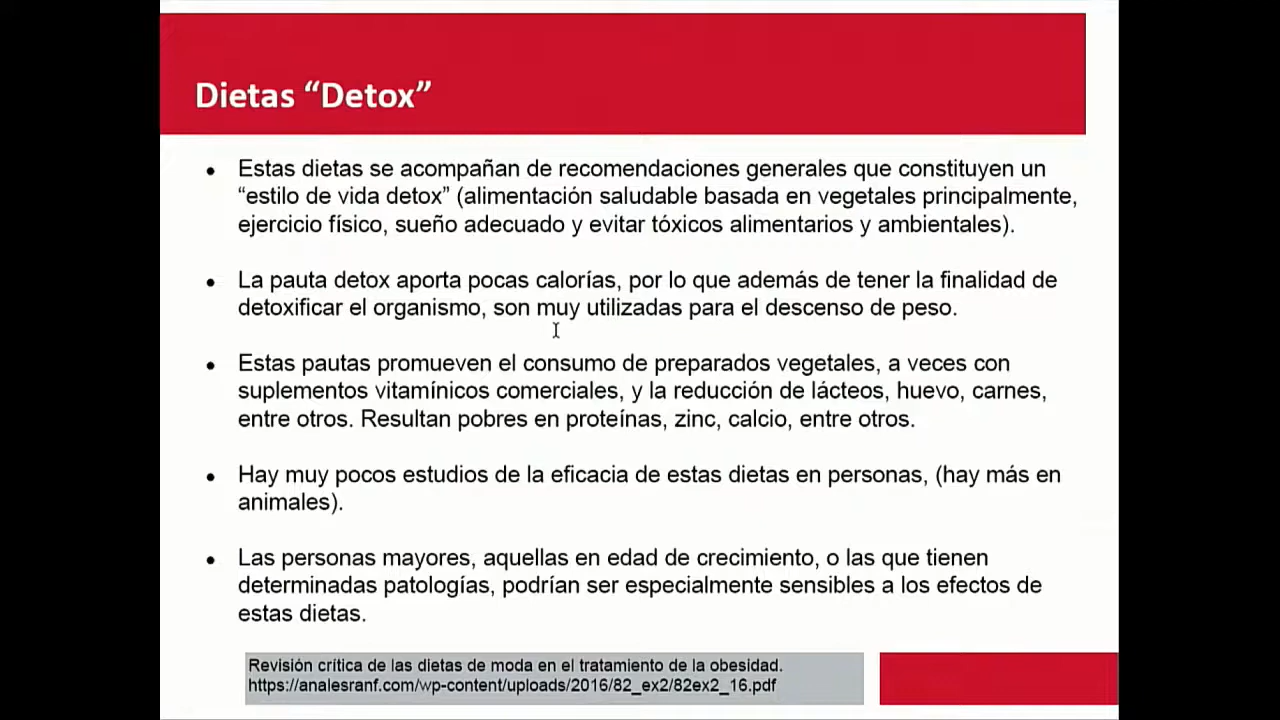 Dietas “Detox”
Estas dietas se acompañan de recomendaciones generales que constituyen un
“estilo de vida detox” (alimentación saludable basada en vegetales principalmente,
ejercicio físico, sueño adecuado y evitar tóxicos alimentarios y ambientales).
La pauta detox aporta pocas calorías, por lo que además de tener la finalidad de
detoxificar el organismo, son muy utilizadas para el descenso de peso.
Estas pautas promueven el consumo de preparados vegetales, a veces con
suplementos vitamínicos comerciales, y la reducción de lácteos, huevo, carnes,
entre otros. Resultan pobres en proteínas, zinc, calcio, entre otros.
Hay muy pocos estudios de la eficacia de estas dietas en personas, (hay más en
animales).
Las personas mayores, aquellas en edad de crecimiento, o las que tienen
determinadas patologías, podrían ser especialmente sensibles a los efectos de
estas dietas.
Revisión crítica de las dietas de moda en el tratamiento de la obesidad.
https://analesranf.com/wp-content/uploads/2016/82_ex2/82ex2_16.pdf